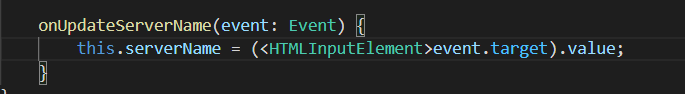 onUpdateServerName(event: Event) {
this.serverName = (<HTMLInputElement>event.target).value;
}